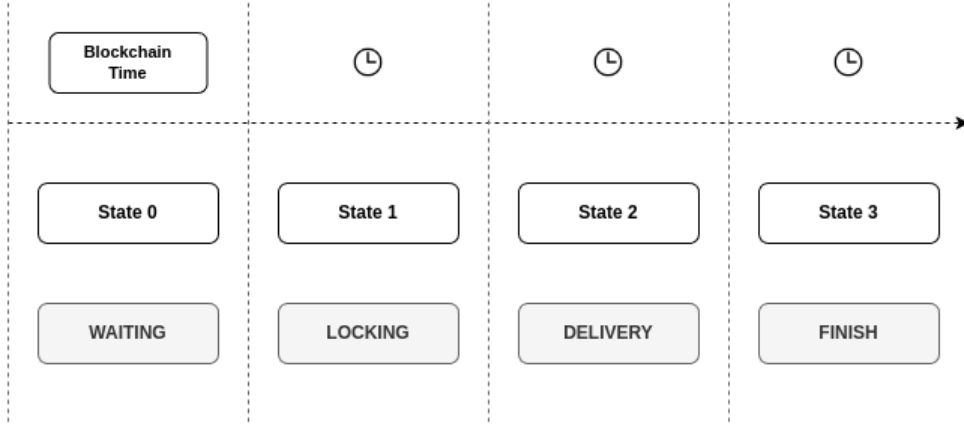 Blockchain
Time
State 0
State 1
State 2
State 3
WAITING
LOCKING
DELIVERY
FINISH